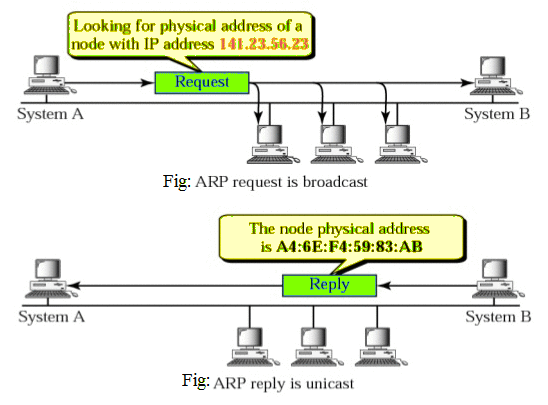 Looking for physical address of a
node with IP address 141.23.56.23
Request
System A
System B
Fig: ARP request is broadcast
The node physical address
is A4:6E:F4:59:83:AB
Reply
System A
System B
Fig: ARP reply is unicast